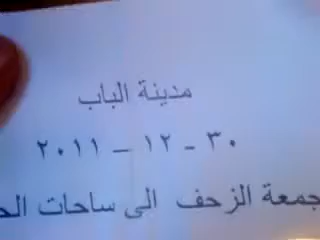 مدينة الباب
٣٠ - ١٢ - ٢٠١١
جمعة الزحف الى ساحات